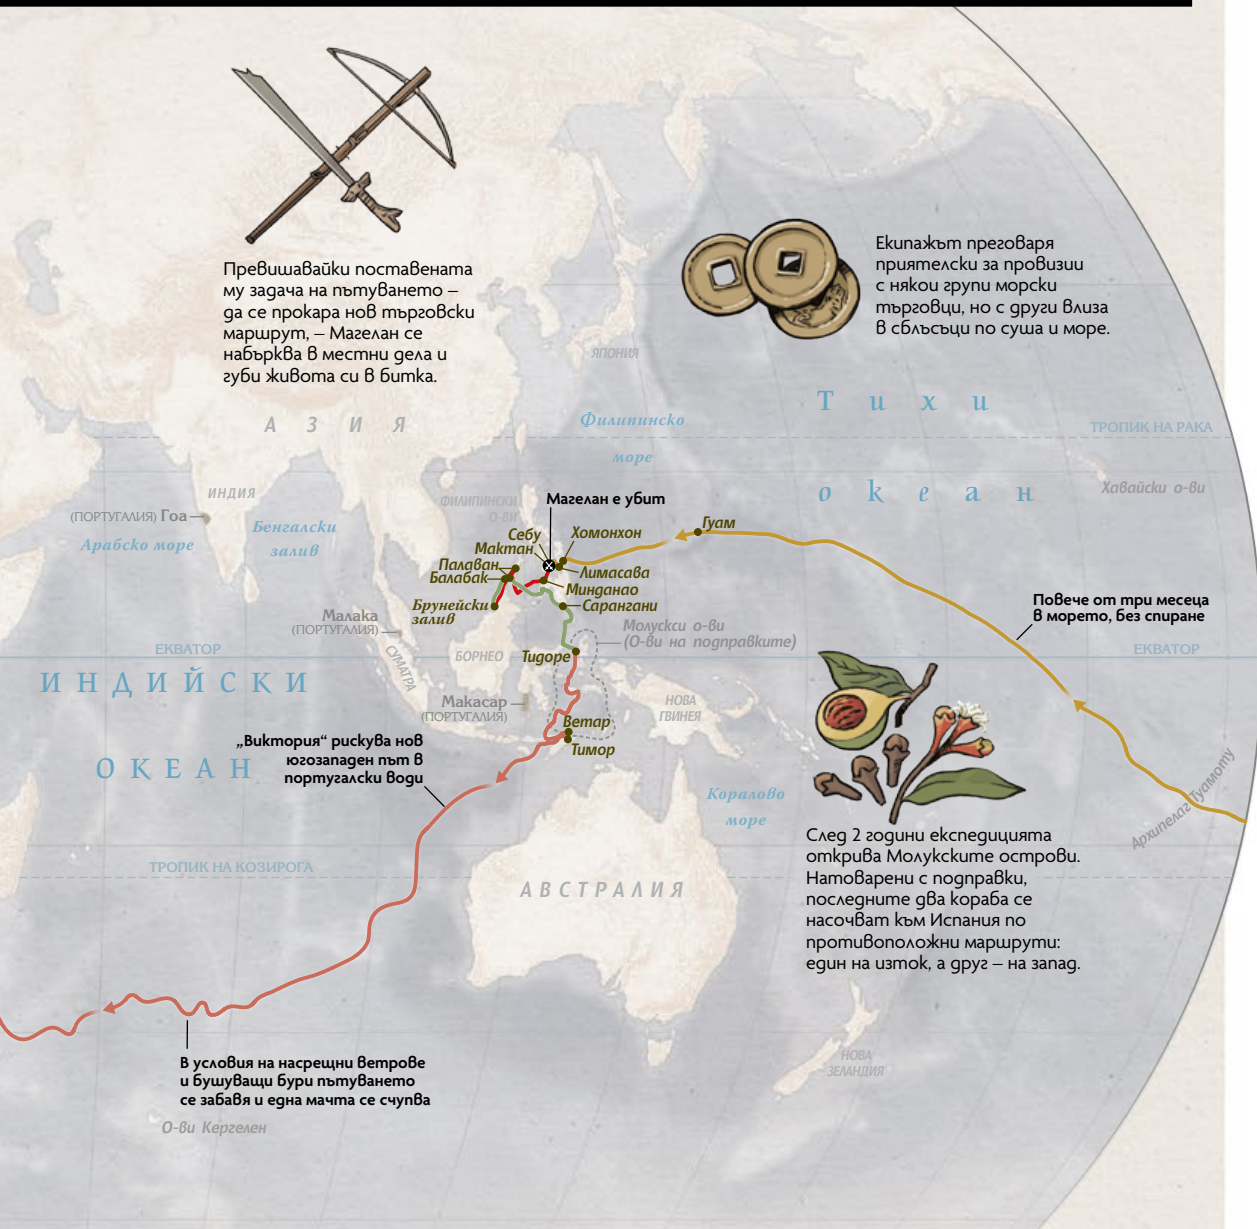 Превишавайки поставената
му задача на пътуването –
да се прокара нов търговски
маршрут, – Магелан се
набърква в местни дела и
губи живота си в битка.
Екипажът преговаря
приятелски за провизии
с някои групи морски
търговци, но с други влиза
в сблъсъци по суша и море.
ЯПОНИЯ
АЗИЯ
Филипинско
море
Тихи
океан
ТРОПИК НА РАКА
Хавайски о-ви
ИНДИЯ
(ПОРТУГАЛИЯ) Гоа
Арабско море
Бенгалски
залив
ФИЛИПИНСКИ
О-ВИ
Магелан е убит
Себу
Мактан
Палаван
Балабак
Брунейски
залив
Хомонхон
Гуам
Лимасава
Минданао
Сарангани
Молукски о-ви
(О-ви на подправките)
Повече от три месеца
в морето, без спиране
Малака
(ПОРТУГАЛИЯ)
ЕКВАТОР
СУМАТРА
БОРНЕО
Тидоре
ЕКВАТОР
ИНДИЙСКИ
ОКЕАН
Макасар
(ПОРТУГАЛИЯ)
НОВА
ГВИНЕЯ
Ветар
Тимор
„Виктория“ рискува нов
югозападен път в
португалски води
Коралово
море
Архипелаг Туамоту
След 2 години експедицията
открива Молукските острови.
Натоварени с подправки,
последните два кораба се
насочват към Испания по
противоположни маршрути:
един на изток, а друг – на запад.
ТРОПИК НА КОЗИРОГА
АВСТРАЛИЯ
В условия на насрещни ветрове
и бушуващи бури пътуването
се забавя и една мачта се счупва
О-ви Кергелен
НОВА
ЗЕЛАНДИЯ